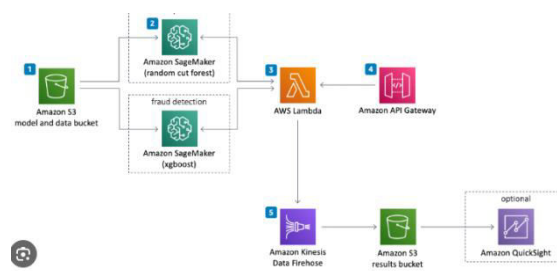 2
Amazon SageMaker
(random cut forest)
1
Amazon S3
model and data bucket
fraud detection
Amazon SageMaker
(xgboost)
3
AWS Lambda
4
Amazon API Gateway
5
Amazon Kinesis
Data Firehose
Amazon S3
results bucket
optional
Amazon QuickSight